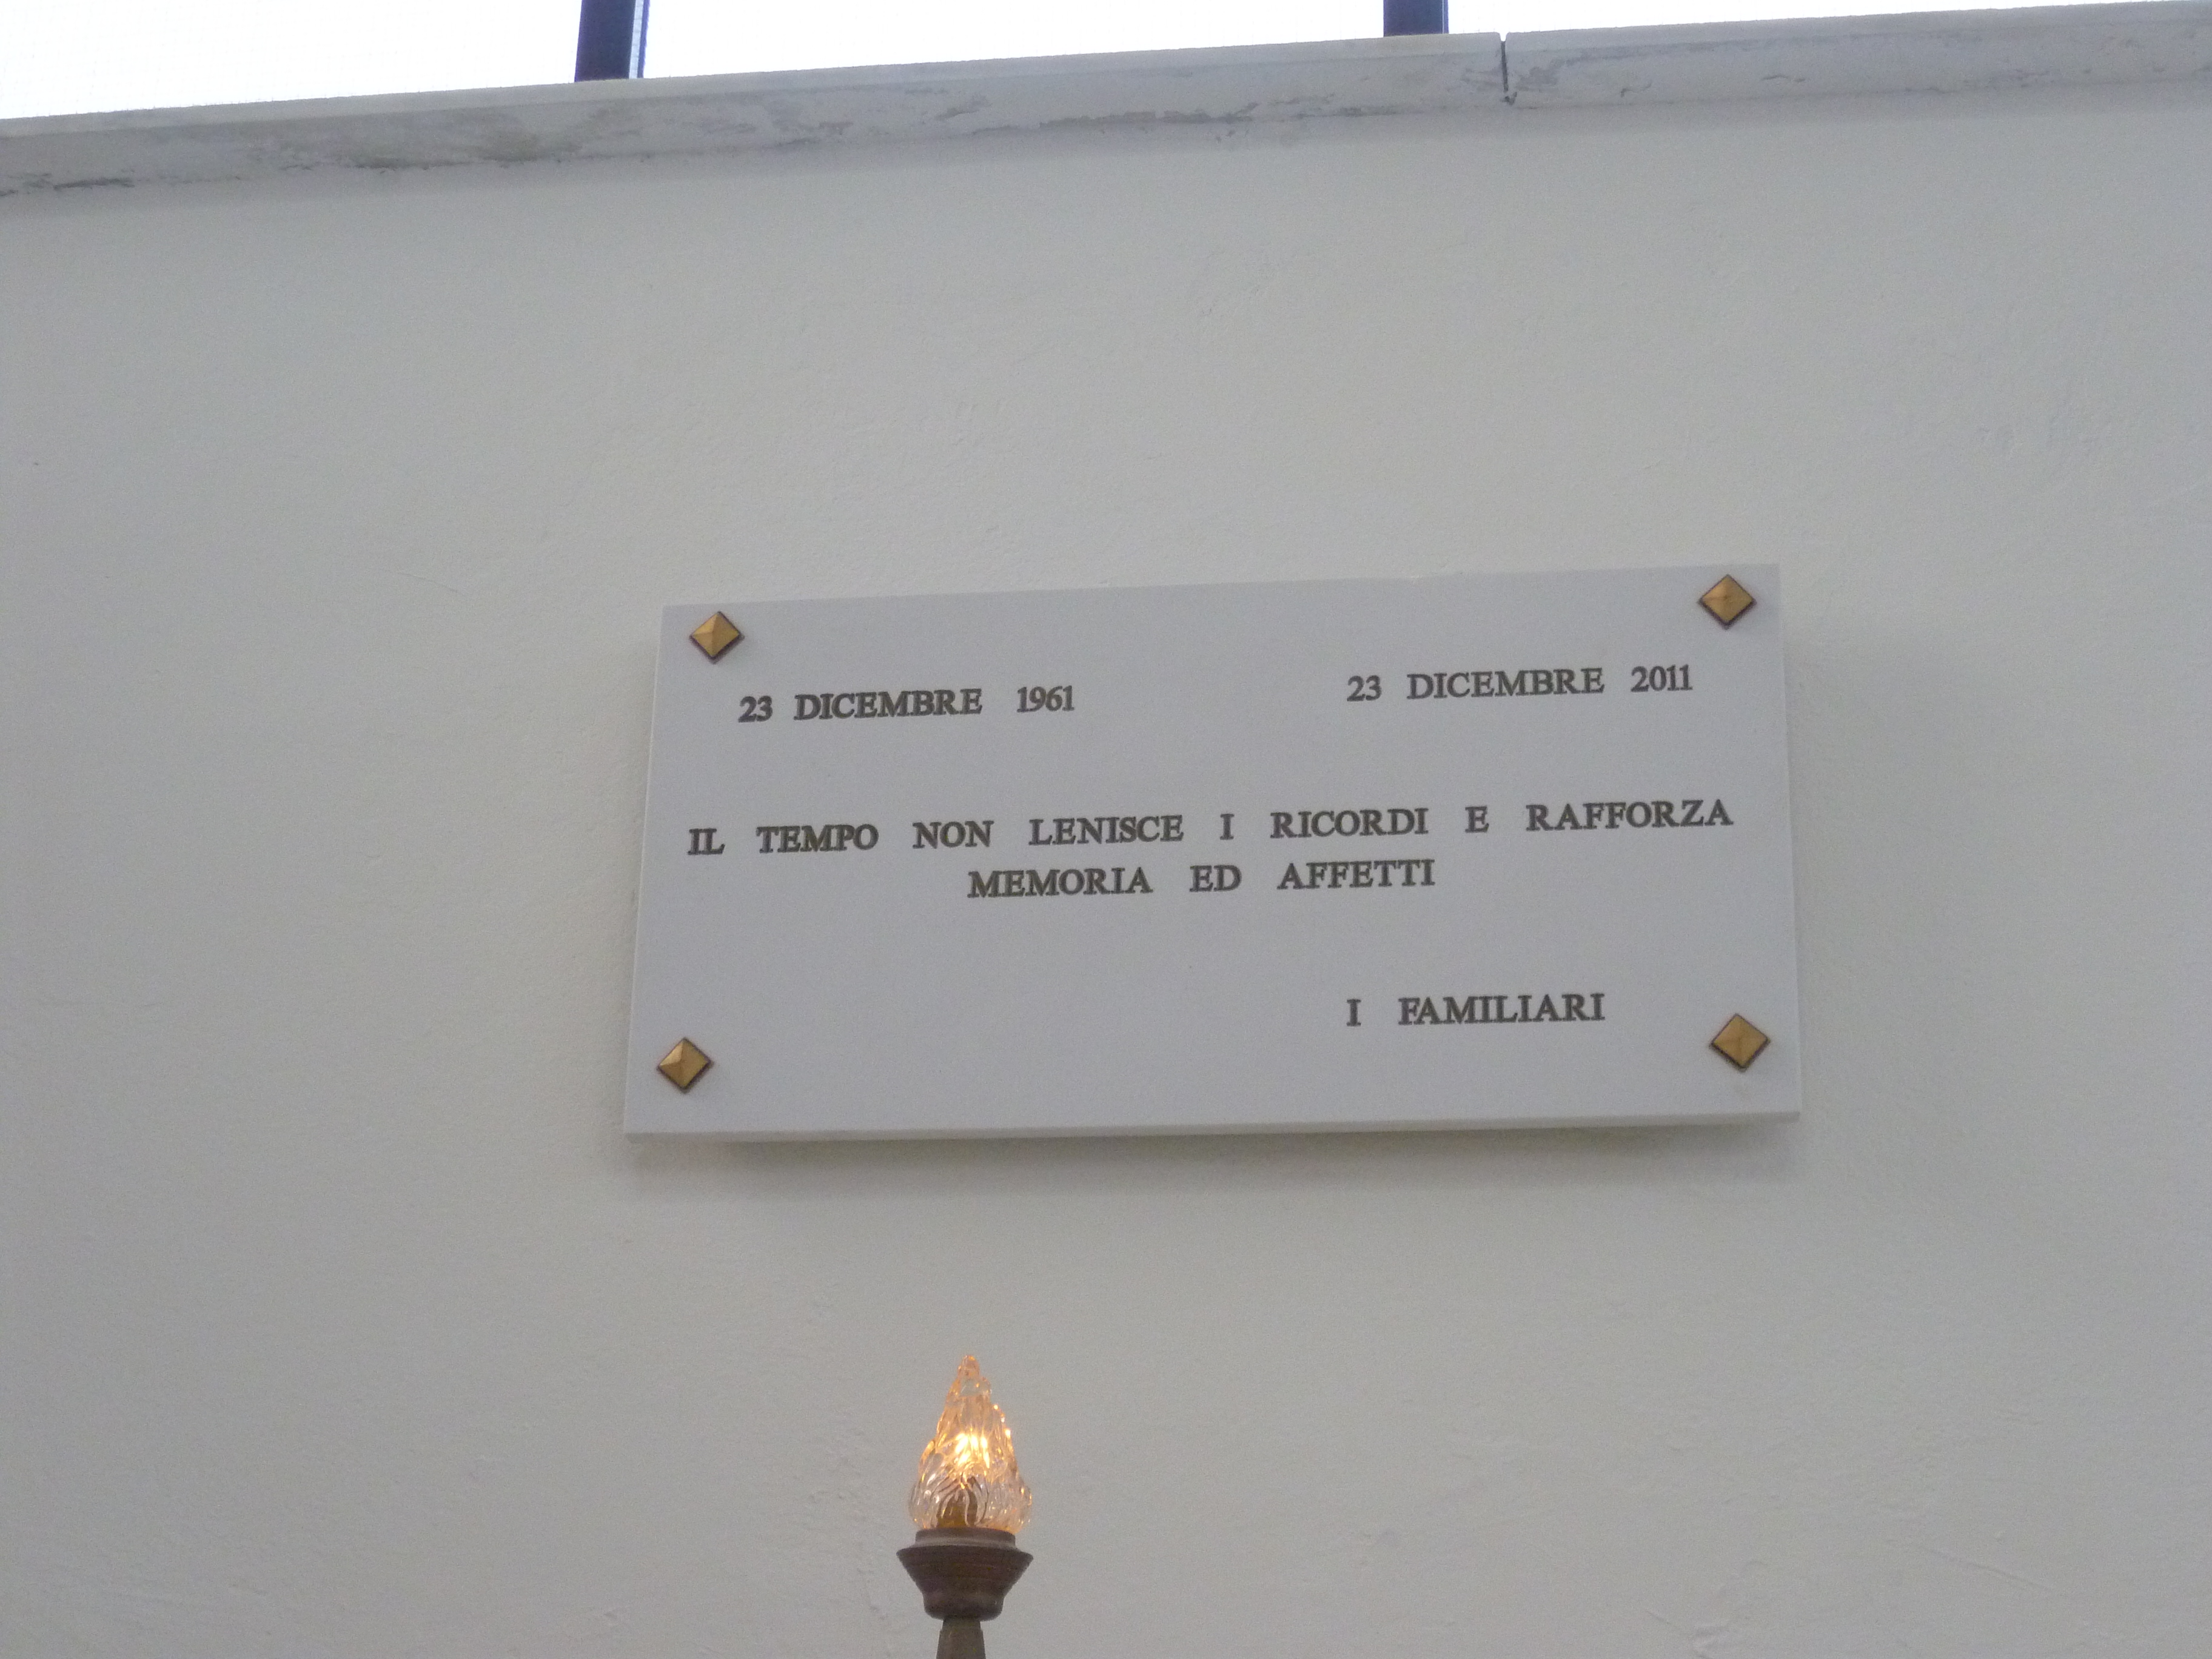 23 DICEMBRE 1961 23 DICEMBRE 2011
IL TEMPO NON LENISCE I RICORDI E RAFFORZA
MEMORIA ED AFFETTI
I FAMILIARI